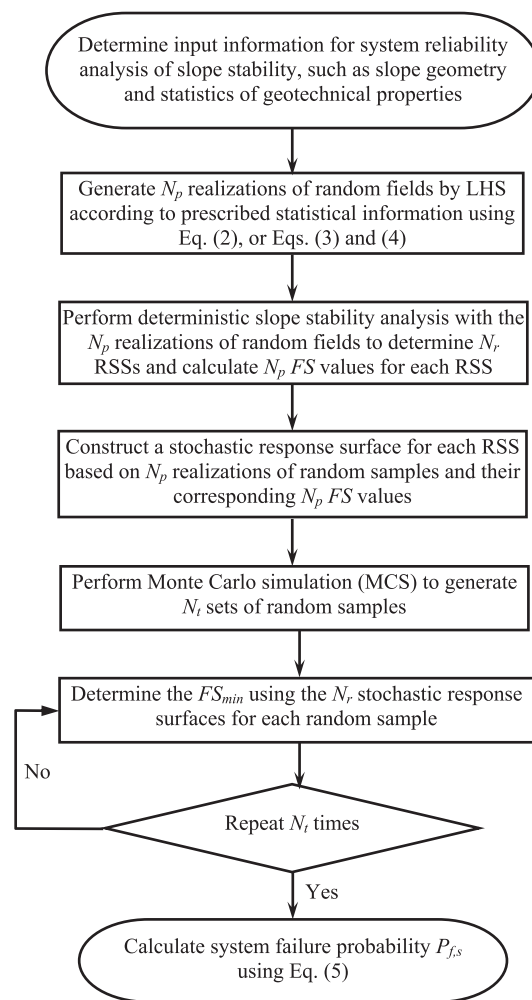 Determine input information for system reliability
analysis of slope stability, such as slope geometry
and statistics of geotechnical properties
Generate Np realizations of random fields by LHS
according to prescribed statistical information using
Eq. (2), or Eqs. (3) and (4)
Perform deterministic slope stability analysis with the
Np realizations of random fields to determine Nr
RSSs and calculate Np FS values for each RSS
Construct a stochastic response surface for each RSS
based on Np realizations of random samples and their
corresponding Np FS values
Perform Monte Carlo simulation (MCS) to generate
Nt sets of random samples
Determine the FSmin using the Nr stochastic response
surfaces for each random sample
No
Repeat Nt times
Yes
Calculate system failure probability Pf,s
using Eq. (5)